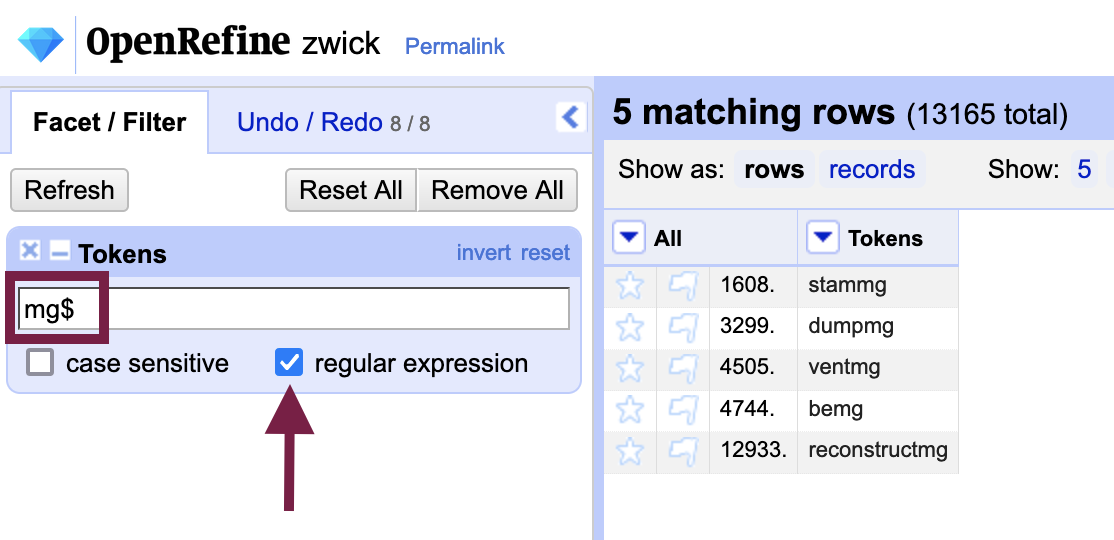 OpenRefine zwick Permalink
Facet / Filter Undo / Redo 8 / 8
Refresh Reset All Remove All
Tokens invert reset
mg$
case sensitive regular expression
5 matching rows (13165 total)
Show as: rows records Show: 5
All Tokens
1608. stammg
3299. dumpmg
4505. ventmg
4744. bemg
12933. reconstructmg